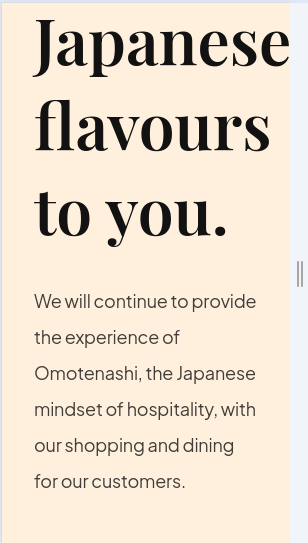 Japanese
flavours
to you.
We will continue to provide
the experience of
Omotenashi, the Japanese
mindset of hospitality, with
our shopping and dining
for our customers.